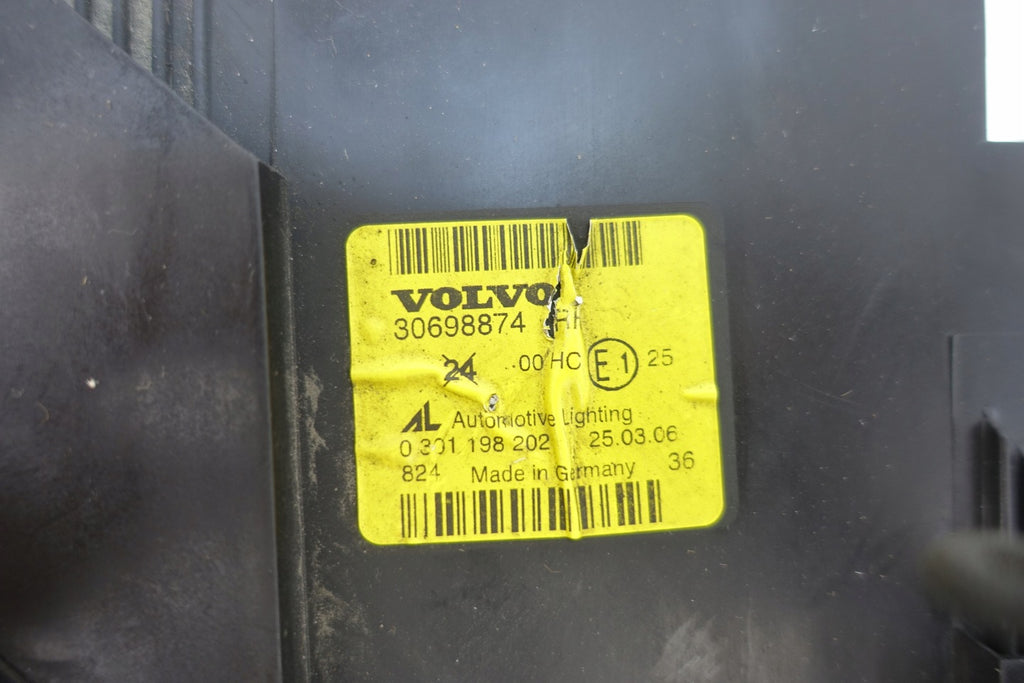 VOLVO
30698874
24 00 HC E1 25
AL Automotive Lighting
0 301 198 202 25.03.06
824 Made in Germany 36